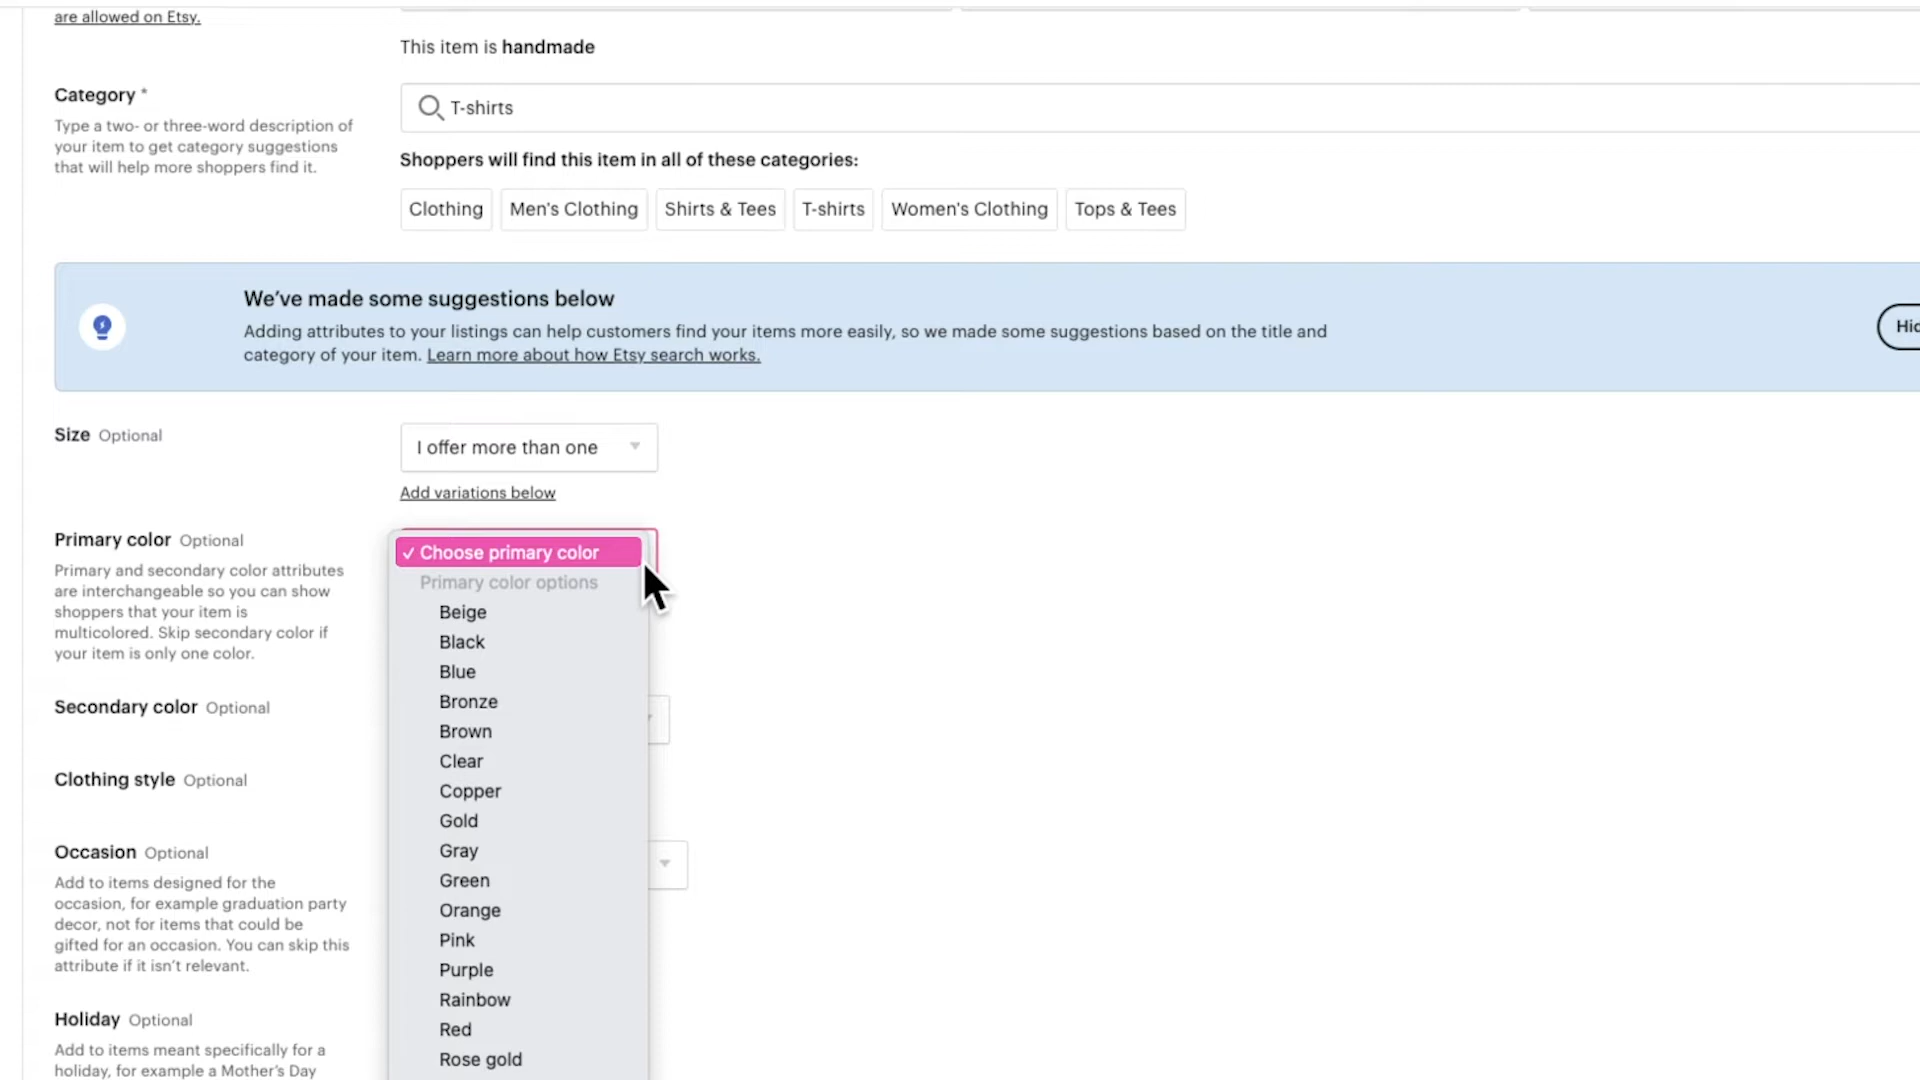 are allowed on Etsy.
This item is handmade
Category *
Type a two- or three-word description of
your item to get category suggestions
that will help more shoppers find it.
T-shirts
Shoppers will find this item in all of these categories:
Clothing
Men's Clothing
Shirts & Tees
T-shirts
Women's Clothing
Tops & Tees
We've made some suggestions below
Adding attributes to your listings can help customers find your items more easily, so we made some suggestions based on the title and
category of your item. Learn more about how Etsy search works.
Size Optional
I offer more than one
Add variations below
Primary color Optional
Primary and secondary color attributes
are interchangeable so you can show
shoppers that your item is
multicolored. Skip secondary color if
your item is only one color.
✓ Choose primary color
Primary color options
Beige
Black
Blue
Bronze
Brown
Clear
Copper
Gold
Gray
Green
Orange
Pink
Purple
Rainbow
Red
Rose gold
Secondary color Optional
Clothing style Optional
Occasion Optional
Add to items designed for the
occasion, for example graduation party
decor, not for items that could be
gifted for an occasion. You can skip this
attribute if it isn't relevant.
Holiday Optional
Add to items meant specifically for a
holiday, for example a Mother's Day